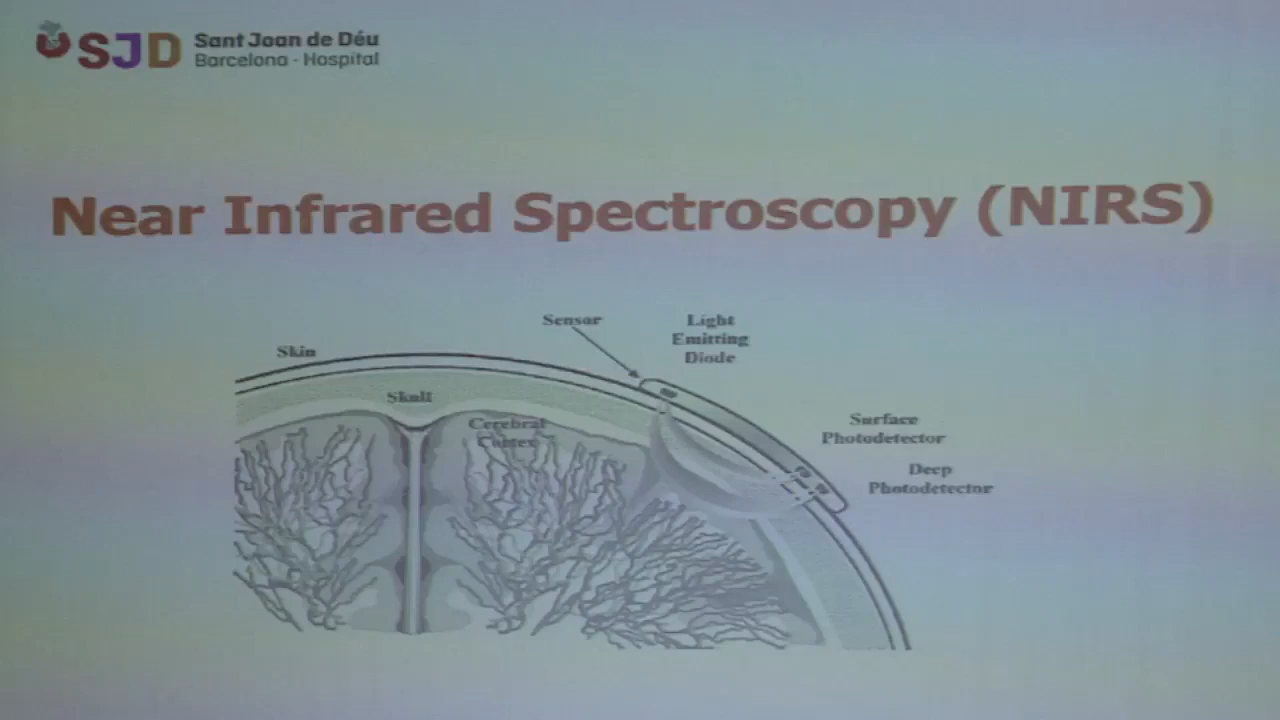 SJD
Sant Joan de Déu
Barcelona - Hospital
Near Infrared Spectroscopy (NIRS)
Sensor
Light
Emitting
Diode
Skin
Skull
Cerebral
Cortex
Surface
Photodetector
Deep
Photodetector